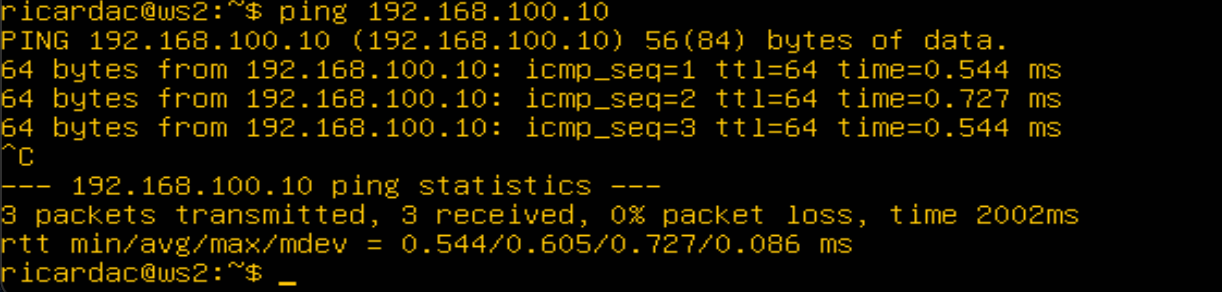 ricardac@ws2:~$ ping 192.168.100.10
PING 192.168.100.10 (192.168.100.10) 56(84) bytes of data.
64 bytes from 192.168.100.10: icmp_seq=1 ttl=64 time=0.544 ms
64 bytes from 192.168.100.10: icmp_seq=2 ttl=64 time=0.727 ms
64 bytes from 192.168.100.10: icmp_seq=3 ttl=64 time=0.544 ms
^C
--- 192.168.100.10 ping statistics ---
3 packets transmitted, 3 received, 0% packet loss, time 2002ms
rtt min/avg/max/mdev = 0.544/0.605/0.727/0.086 ms
ricardac@ws2:~$ _